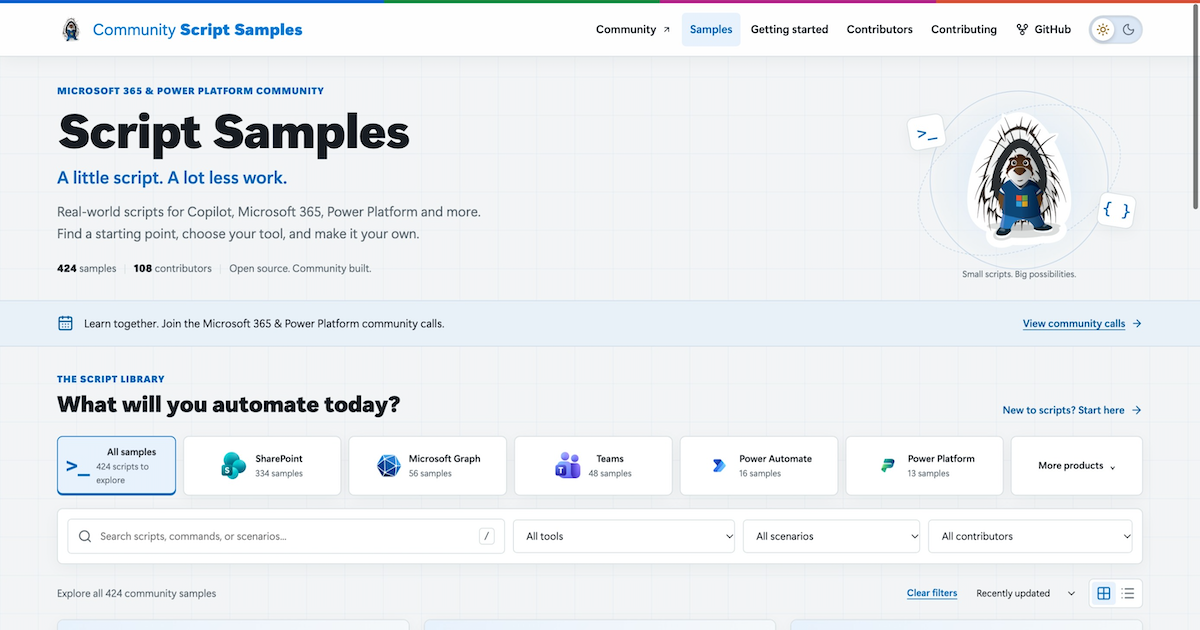 Community Script Samples
Community ↗ Samples Getting started Contributors Contributing GitHub
MICROSOFT 365 & POWER PLATFORM COMMUNITY
Script Samples
A little script. A lot less work.
Real-world scripts for Copilot, Microsoft 365, Power Platform and more.
Find a starting point, choose your tool, and make it your own.
424 samples 108 contributors Open source. Community built.
>_
{ }
Small scripts. Big possibilities.
Learn together. Join the Microsoft 365 & Power Platform community calls.
View community calls →
THE SCRIPT LIBRARY
What will you automate today?
New to scripts? Start here →
>_
All samples
424 scripts to
explore
S
SharePoint
334 samples
Microsoft Graph
56 samples
T
Teams
48 samples
Power Automate
16 samples
Power Platform
13 samples
More products
Search scripts, commands, or scenarios...
/
All tools
All scenarios
All contributors
Explore all 424 community samples
Clear filters
Recently updated